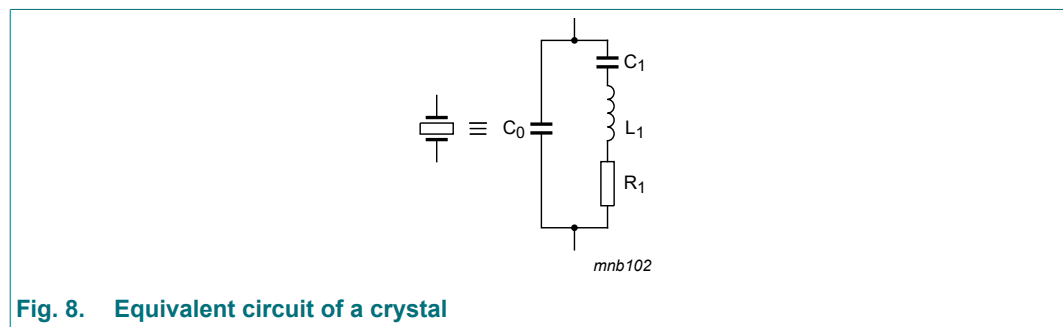 C1
C0
L1
R1
mnb102
Fig. 8. Equivalent circuit of a crystal